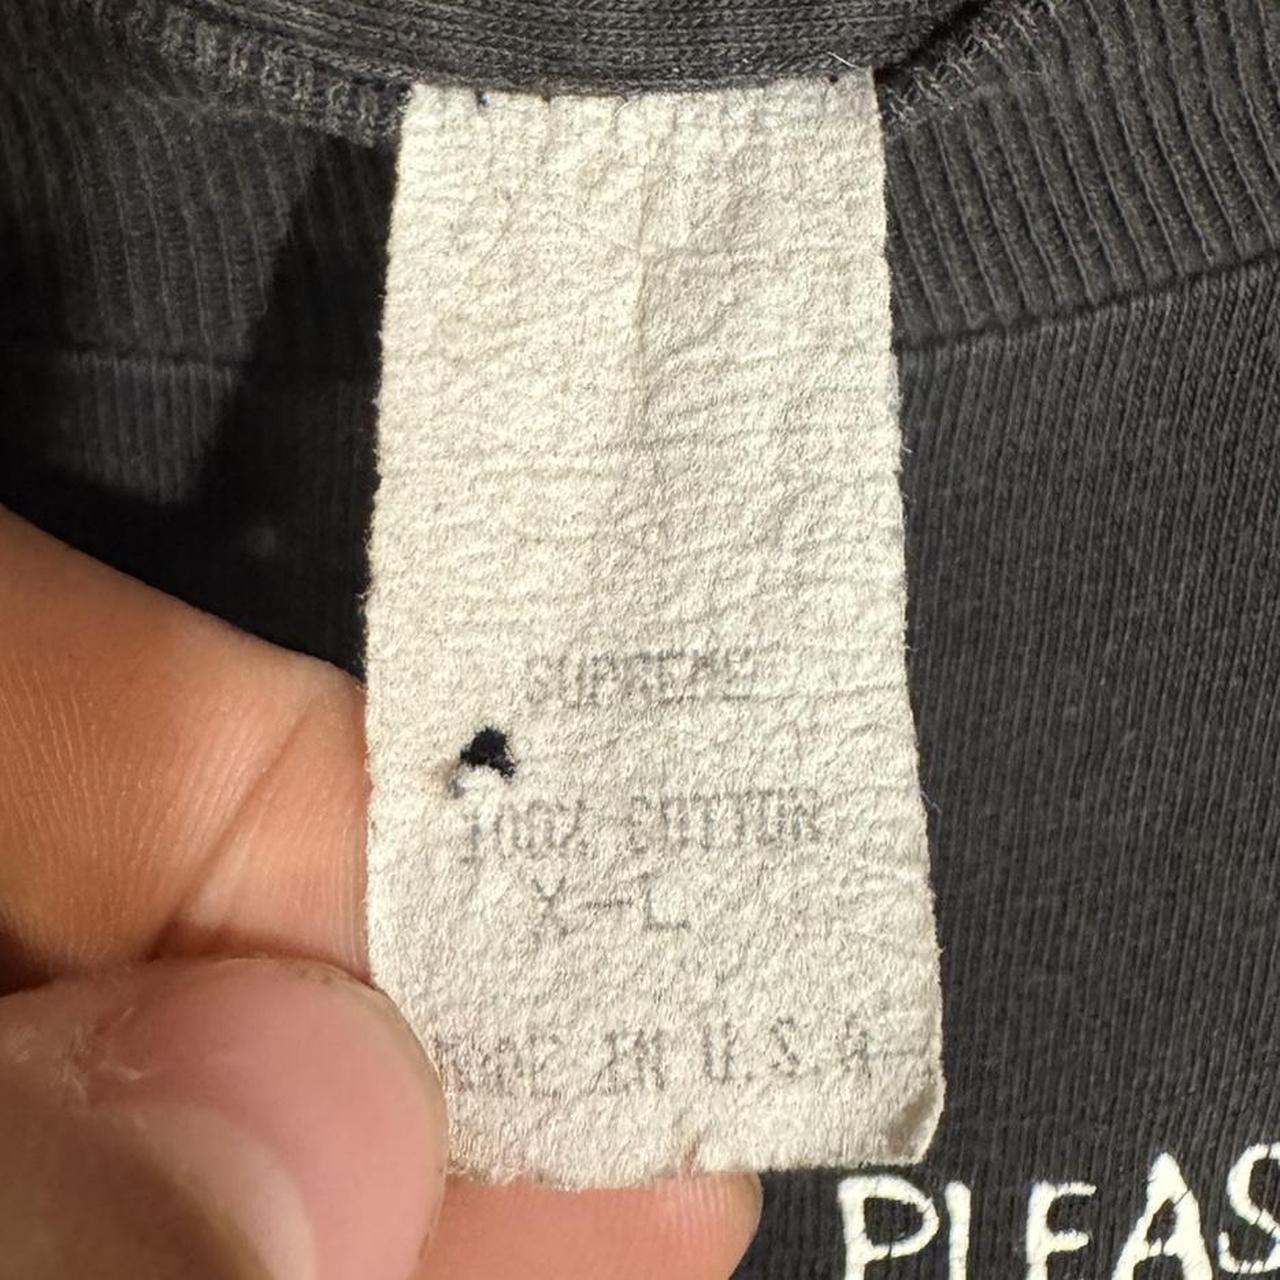 SUPREME
100% COTTON
X-L
MADE IN U.S.A
PLEAS